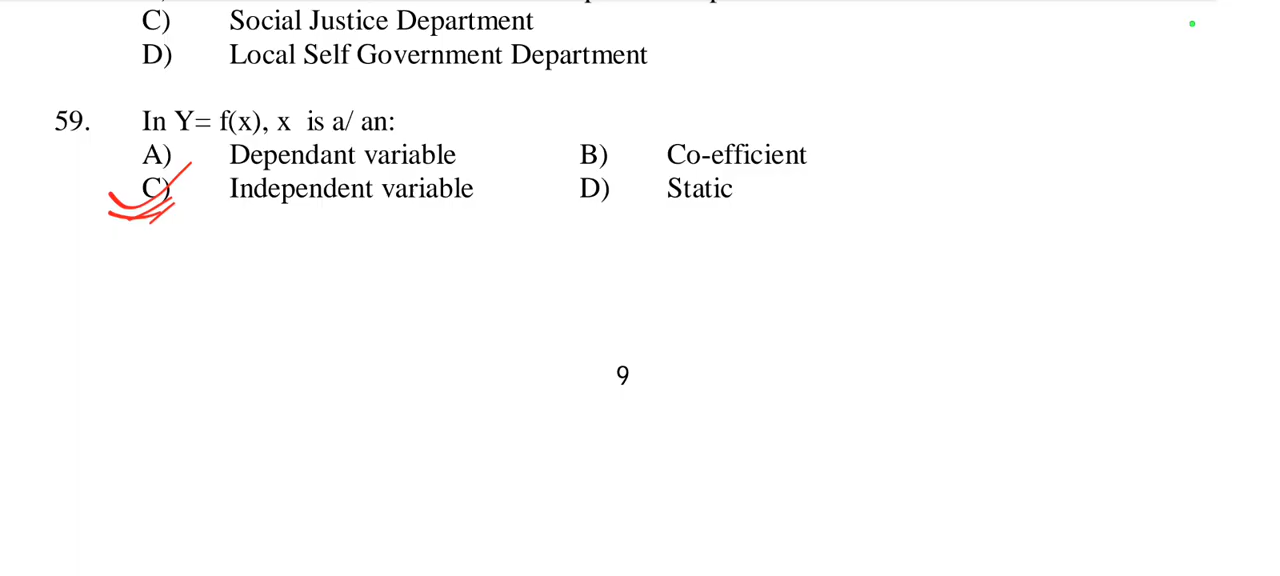 C) Social Justice Department
D) Local Self Government Department
59. In Y= f(x), x is a/ an:
A) Dependant variable B) Co-efficient
C) Independent variable D) Static
9